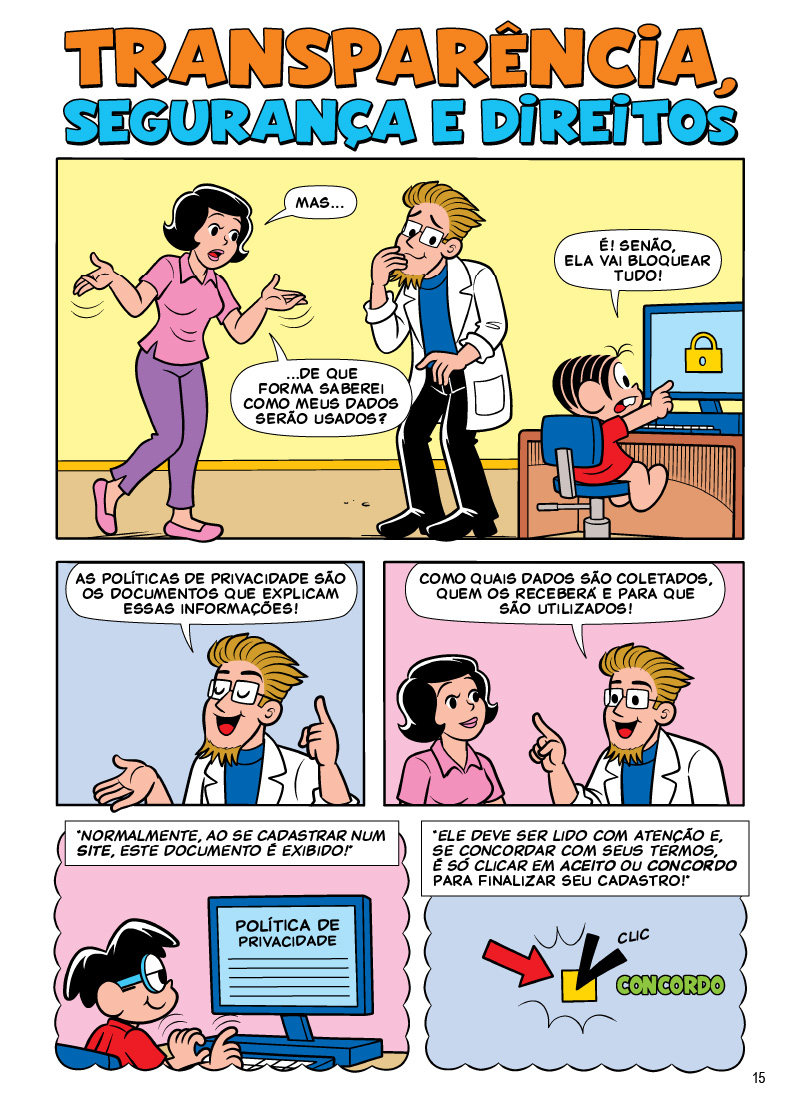 TRANSPARÊNCIA,
SEGURANÇA E DIREITOS
MAS...
...DE QUE
FORMA SABEREI
COMO MEUS DADOS
SERÃO USADOS?
É! SENÃO,
ELA VAI BLOQUEAR
TUDO!
AS POLÍTICAS DE PRIVACIDADE SÃO
OS DOCUMENTOS QUE EXPLICAM
ESSAS INFORMAÇÕES!
COMO QUAIS DADOS SÃO COLETADOS,
QUEM OS RECEBERÁ E PARA QUE
SÃO UTILIZADOS!
"NORMALMENTE, AO SE CADASTRAR NUM
SITE, ESTE DOCUMENTO É EXIBIDO!"
POLÍTICA DE
PRIVACIDADE
"ELE DEVE SER LIDO COM ATENÇÃO E,
SE CONCORDAR COM SEUS TERMOS,
É SÓ CLICAR EM ACEITO OU CONCORDO
PARA FINALIZAR SEU CADASTRO!"
CLIC
CONCORDO
15